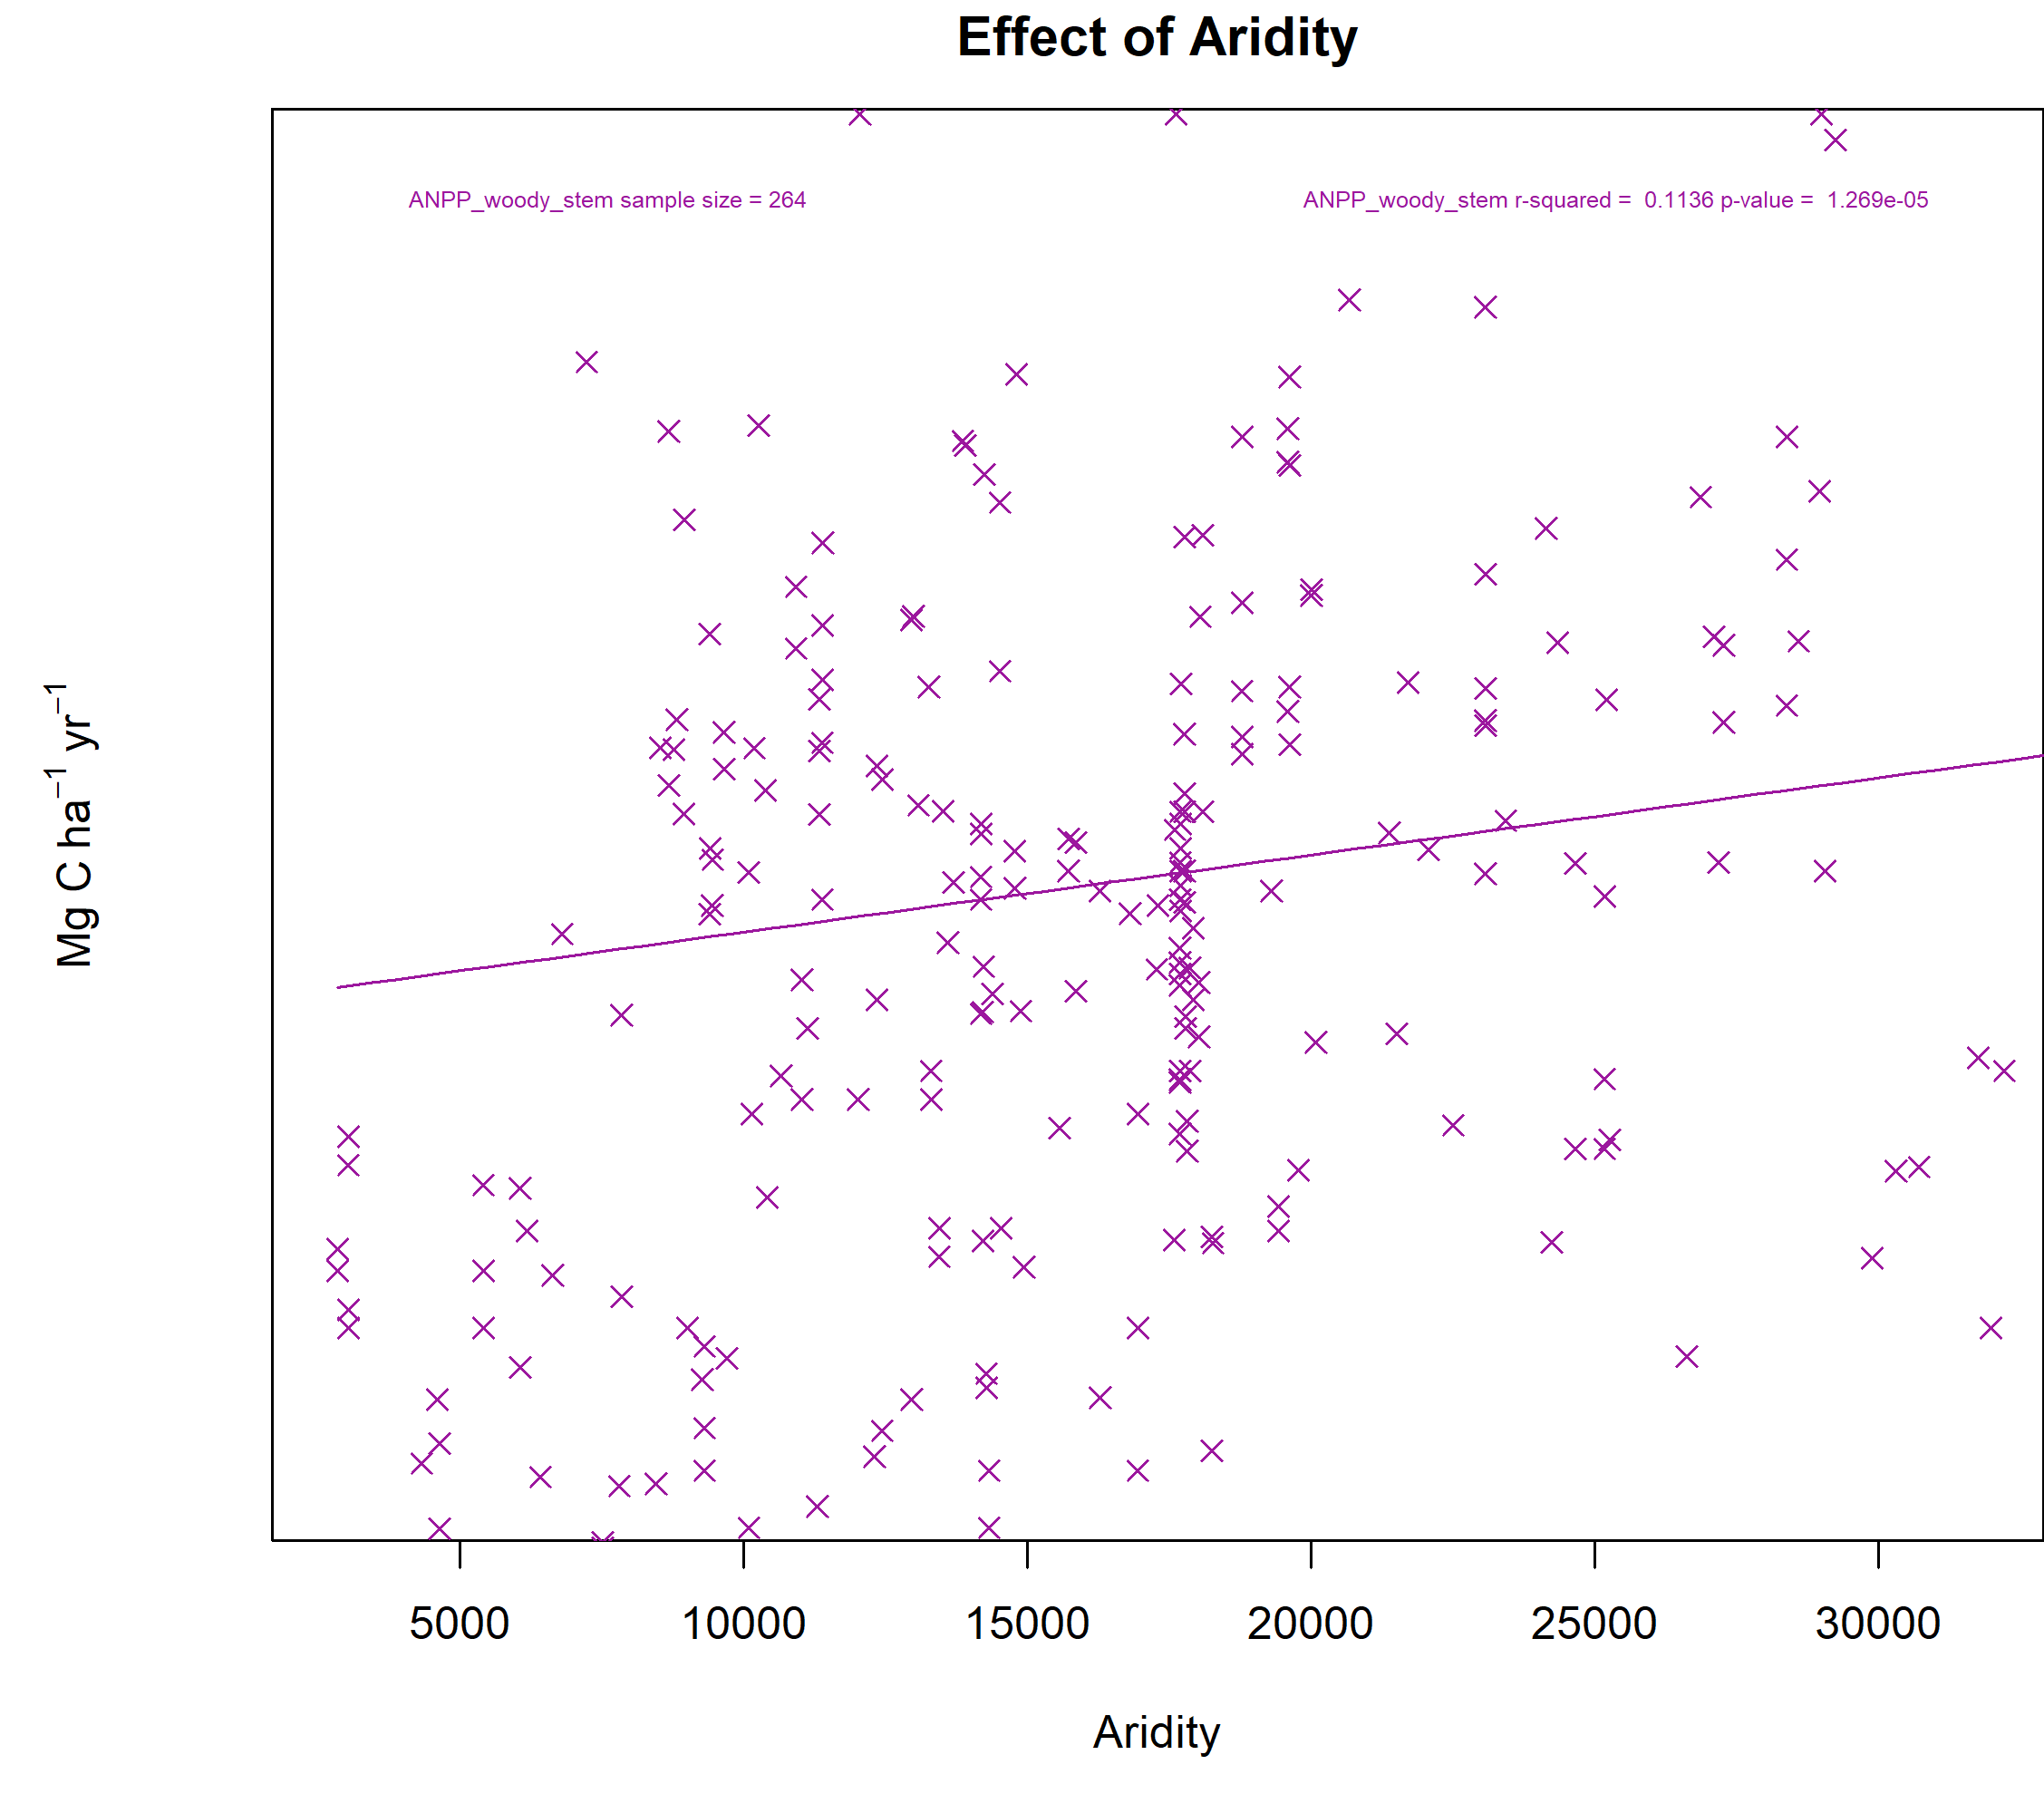 Effect of Aridity
ANPP_woody_stem sample size = 264
ANPP_woody_stem r-squared =  0.1136 p-value =  1.269e-05
Mg C ha⁻¹ yr⁻¹
5000 10000 15000 20000 25000 30000
Aridity